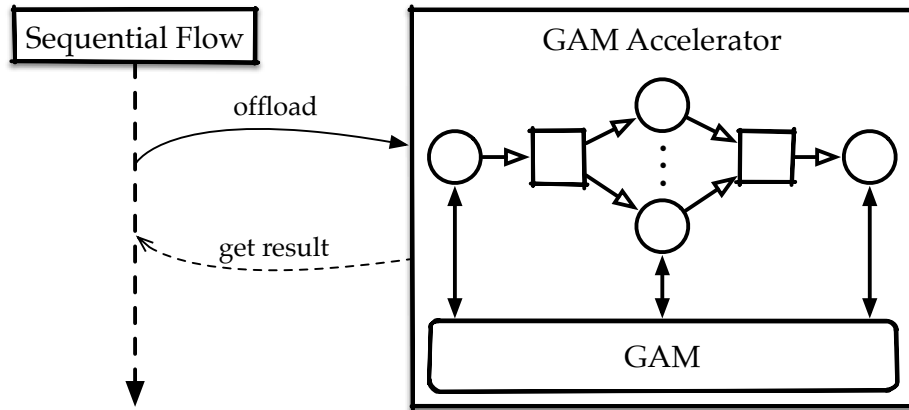 Sequential Flow
GAM Accelerator
offload
get result
GAM